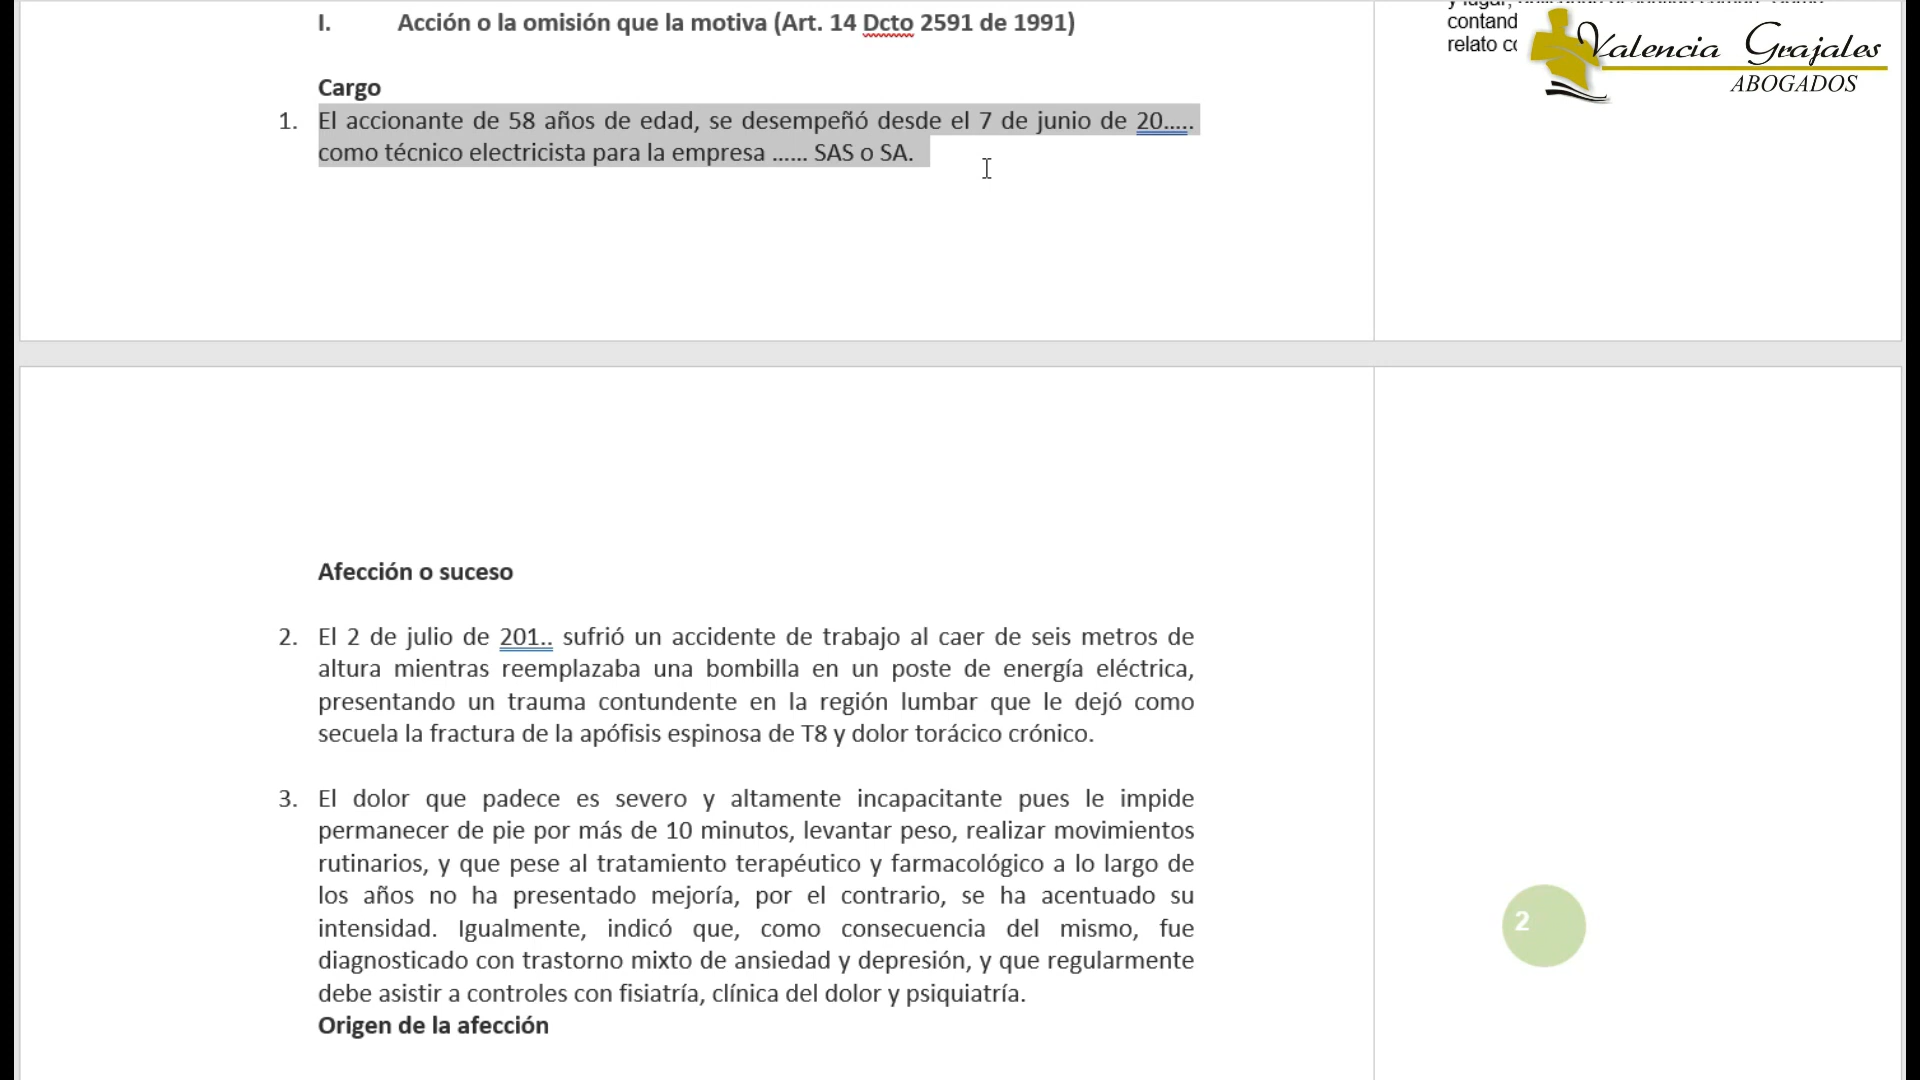 I. Acción o la omisión que la motiva (Art. 14 Dcto 2591 de 1991)
Cargo
1. El accionante de 58 años de edad, se desempeñó desde el 7 de junio de 20.....
como técnico electricista para la empresa ...... SAS o SA.
contand
relato
Valencia Grajales
ABOGADOS
Afección o suceso
2. El 2 de julio de 201.. sufrió un accidente de trabajo al caer de seis metros de
altura mientras reemplazaba una bombilla en un poste de energía eléctrica,
presentando un trauma contundente en la región lumbar que le dejó como
secuela la fractura de la apófisis espinosa de T8 y dolor torácico crónico.
3. El dolor que padece es severo y altamente incapacitante pues le impide
permanecer de pie por más de 10 minutos, levantar peso, realizar movimientos
rutinarios, y que pese al tratamiento terapéutico y farmacológico a lo largo de
los años no ha presentado mejoría, por el contrario, se ha acentuado su
intensidad. Igualmente, indicó que, como consecuencia del mismo, fue
diagnosticado con trastorno mixto de ansiedad y depresión, y que regularmente
debe asistir a controles con fisiatría, clínica del dolor y psiquiatría.
Origen de la afección
2